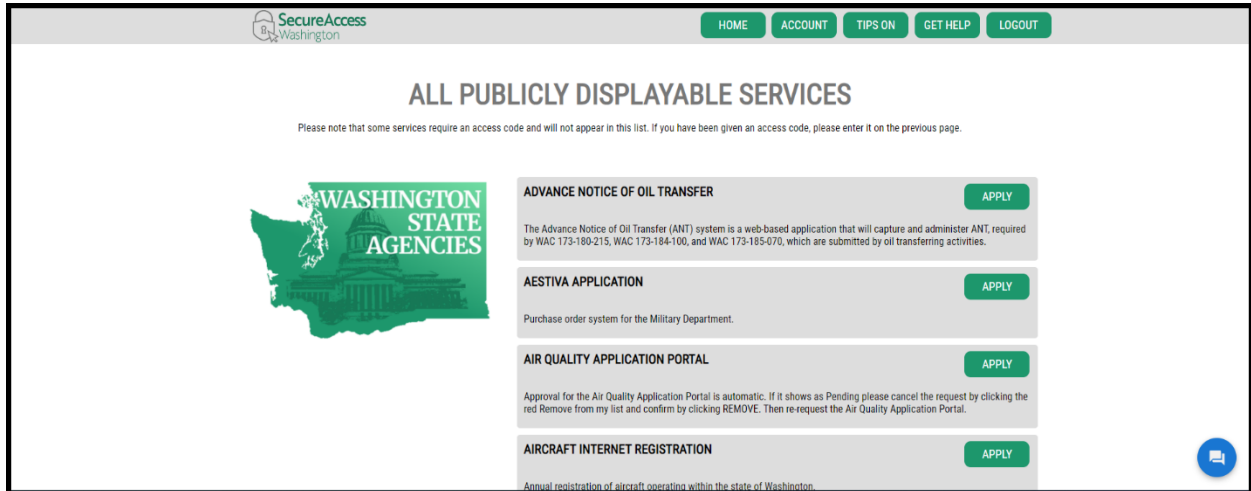 SecureAccess
Washington
HOME
ACCOUNT
TIPS ON
GET HELP
LOGOUT
ALL PUBLICLY DISPLAYABLE SERVICES
Please note that some services require an access code and will not appear in this list. If you have been given an access code, please enter it on the previous page.
WASHINGTON
STATE
AGENCIES
ADVANCE NOTICE OF OIL TRANSFER
APPLY
The Advance Notice of Oil Transfer (ANT) system is a web-based application that will capture and administer ANT, required
by WAC 173-180-215, WAC 173-184-100, and WAC 173-185-070, which are submitted by oil transferring activities.
AESTIVA APPLICATION
APPLY
Purchase order system for the Military Department.
AIR QUALITY APPLICATION PORTAL
APPLY
Approval for the Air Quality Application Portal is automatic. If it shows as Pending please cancel the request by clicking the
red Remove from my list and confirm by clicking REMOVE. Then re-request the Air Quality Application Portal.
AIRCRAFT INTERNET REGISTRATION
APPLY
Annual registration of aircraft operating within the state of Washington.